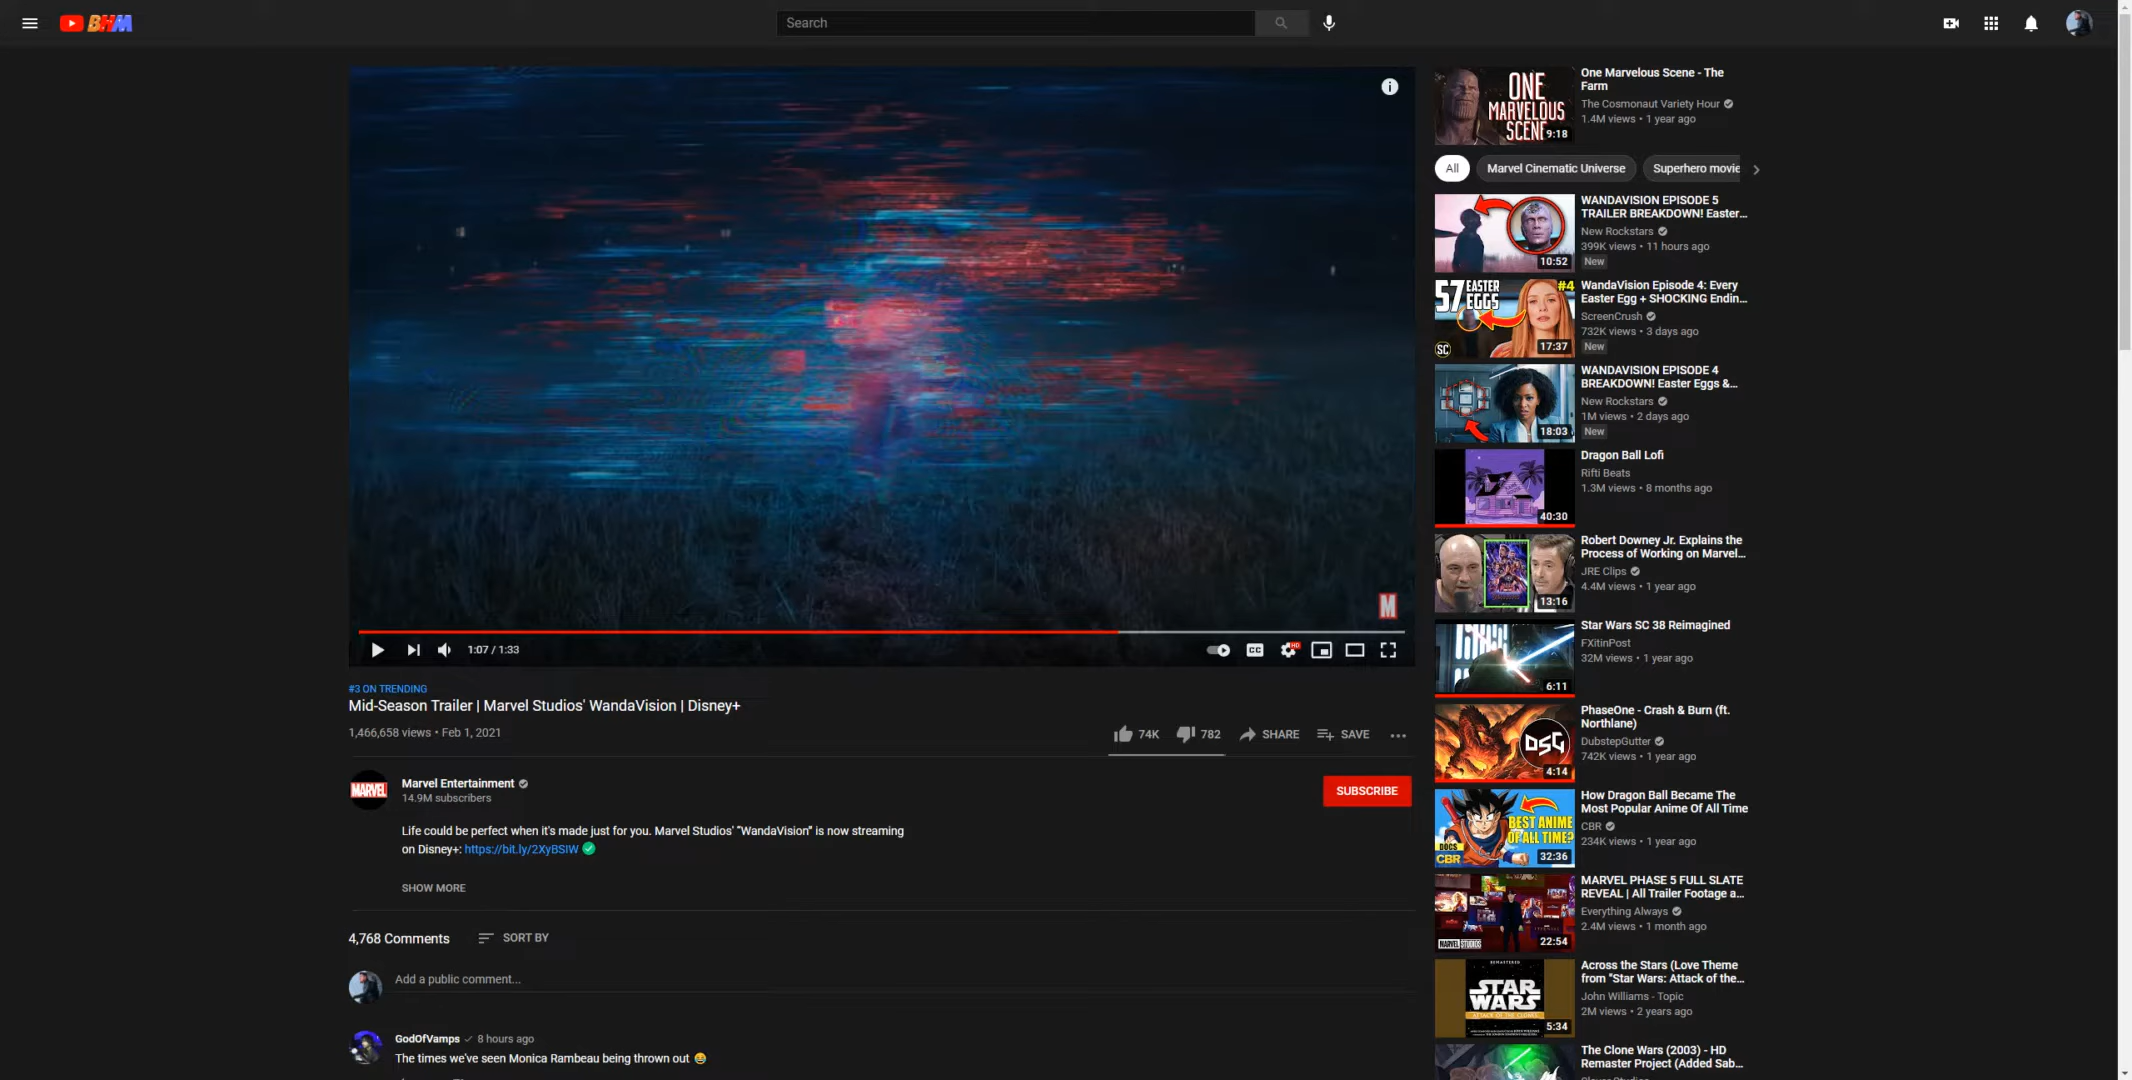 BHM
Search
ONE
MARVELOUS
SCENE
9:18
One Marvelous Scene - The
Farm
The Cosmonaut Variety Hour
1.4M views • 1 year ago
All
Marvel Cinematic Universe
Superhero movie
10:52
WANDAVISION EPISODE 5
TRAILER BREAKDOWN! Easter...
New Rockstars
399K views • 11 hours ago
New
57 EASTER
EGGS
#4
SC
17:37
WandaVision Episode 4: Every
Easter Egg + SHOCKING Endin...
ScreenCrush
732K views • 3 days ago
New
18:03
WANDAVISION EPISODE 4
BREAKDOWN! Easter Eggs &...
New Rockstars
1M views • 2 days ago
New
40:30
Dragon Ball Lofi
Rifti Beats
1.3M views • 8 months ago
13:16
Robert Downey Jr. Explains the
Process of Working on Marvel...
JRE Clips
4.4M views • 1 year ago
6:11
Star Wars SC 38 Reimagined
FXitinPost
32M views • 1 year ago
DSG
4:14
PhaseOne - Crash & Burn (ft.
Northlane)
DubstepGutter
742K views • 1 year ago
BEST ANIME
OF ALL TIME?
DOCS
CBR
32:36
How Dragon Ball Became The
Most Popular Anime Of All Time
CBR
234K views • 1 year ago
MARVEL STUDIOS
22:54
MARVEL PHASE 5 FULL SLATE
REVEAL | All Trailer Footage a...
Everything Always
2.4M views • 1 month ago
REMASTERED
STAR
WARS
ATTACK OF THE CLONES
5:34
Across the Stars (Love Theme
from "Star Wars: Attack of the...
John Williams - Topic
2M views • 2 years ago
The Clone Wars (2003) - HD
Remaster Project (Added Sab...
M
1:07 / 1:33
CC
HD
#3 ON TRENDING
Mid-Season Trailer | Marvel Studios' WandaVision | Disney+
1,466,658 views • Feb 1, 2021
74K
782
SHARE
SAVE
MARVEL
Marvel Entertainment
14.9M subscribers
SUBSCRIBE
Life could be perfect when it's made just for you. Marvel Studios' "WandaVision" is now streaming
on Disney+: https://bit.ly/2XyBSIW
SHOW MORE
4,768 Comments
SORT BY
Add a public comment...
GodOfVamps
8 hours ago
The times we've seen Monica Rambeau being thrown out 😂